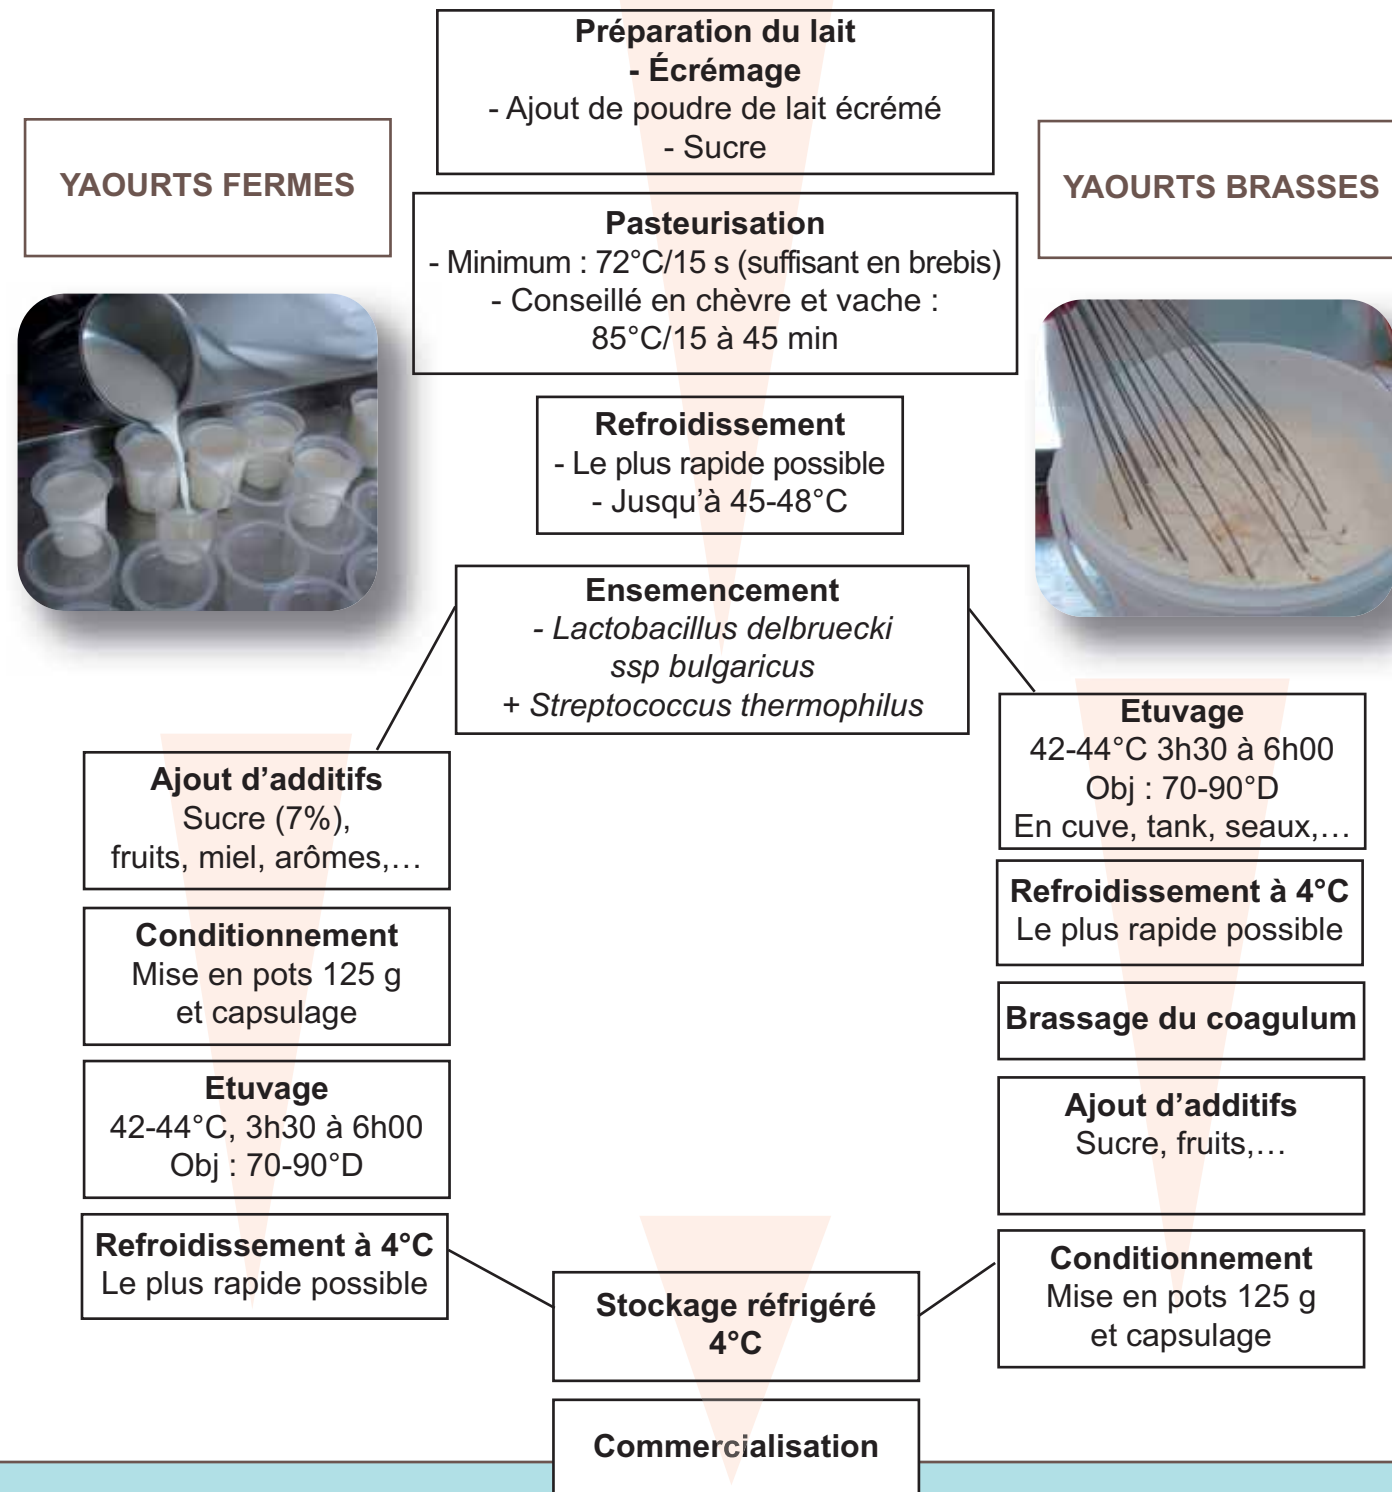 Préparation du lait
- Écrémage
- Ajout de poudre de lait écrémé
- Sucre
YAOURTS FERMES
YAOURTS BRASSES
Pasteurisation
- Minimum : 72°C/15 s (suffisant en brebis)
- Conseillé en chèvre et vache :
85°C/15 à 45 min
Refroidissement
- Le plus rapide possible
- Jusqu'à 45-48°C
Ensemencement
- Lactobacillus delbruecki
ssp bulgaricus
+ Streptococcus thermophilus
Ajout d'additifs
Sucre (7%),
fruits, miel, arômes,…
Conditionnement
Mise en pots 125 g
et capsulage
Etuvage
42-44°C, 3h30 à 6h00
Obj : 70-90°D
Refroidissement à 4°C
Le plus rapide possible
Etuvage
42-44°C 3h30 à 6h00
Obj : 70-90°D
En cuve, tank, seaux,…
Refroidissement à 4°C
Le plus rapide possible
Brassage du coagulum
Ajout d'additifs
Sucre, fruits,…
Conditionnement
Mise en pots 125 g
et capsulage
Stockage réfrigéré
4°C
Commercialisation